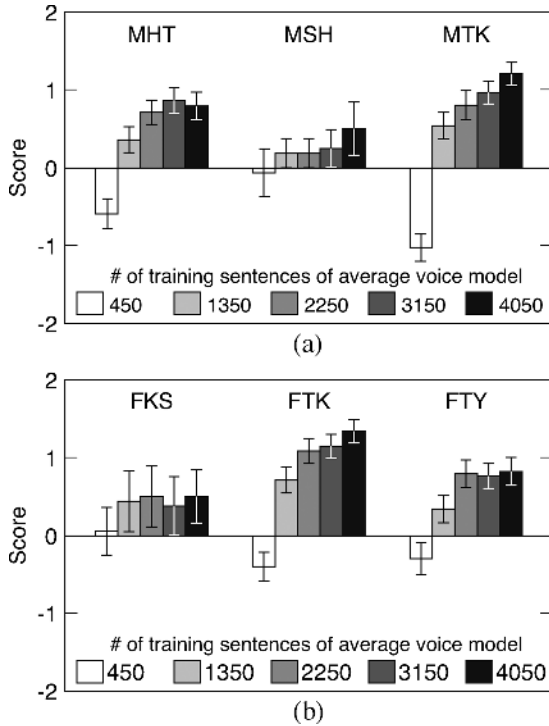 2
MHT MSH MTK
1
0
-1
-2
Score
# of training sentences of average voice model
450 1350 2250 3150 4050
(a)
2
FKS FTK FTY
1
0
-1
-2
Score
# of training sentences of average voice model
450 1350 2250 3150 4050
(b)